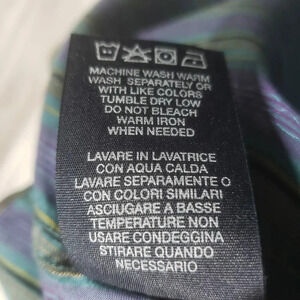 MACHINE WASH WARM
WASH SEPARATELY OR
WITH LIKE COLORS
TUMBLE DRY LOW
DO NOT BLEACH
WARM IRON
WHEN NEEDED
LAVARE IN LAVATRICE
CON AQUA CALDA
LAVARE SEPARAMENTE O
CON COLORI SIMILARI
ASCIUGARE A BASSE
TEMPERATURE NON
USARE CONDEGGINA
STIRARE QUANDO
NECESSARIO